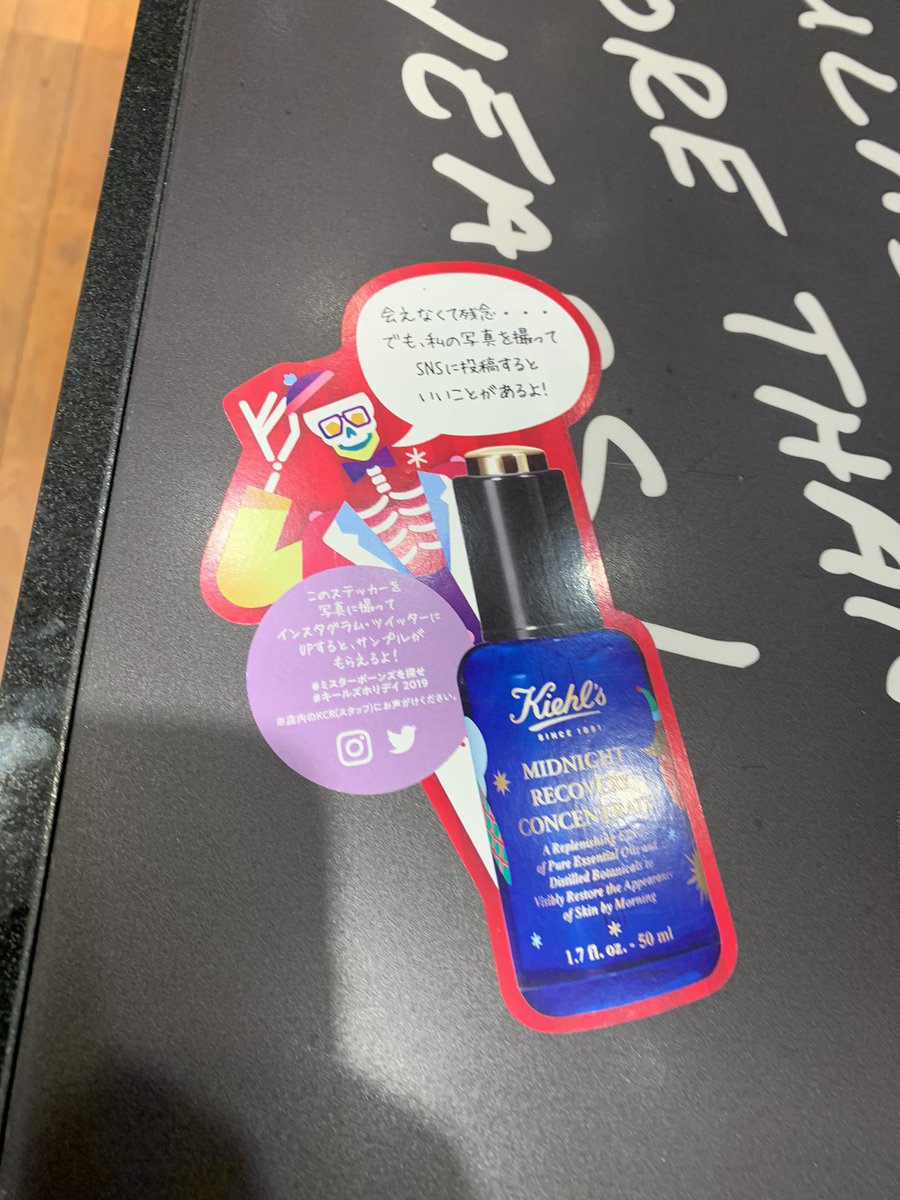 会えなくて残念・・・
でも、私の写真を撮って
SNSに投稿すると
いいことがあるよ!
このステッカーを
写真に撮って
インスタグラム・ツイッターに
UPすると、サンプルが
もらえるよ!
#ミスターボーンズを探せ
#キールズホリデイ2019
※店内のKCR(スタッフ)にお声がけください。
Kiehl's
SINCE 1851
MIDNIGHT
RECOVERY
CONCENTRATE
A Replenishing
of Pure Essential Oils and
Distilled Botanicals to
Visibly Restore the Appearance
of Skin by Morning
1.7 fl. oz. - 50 ml
THAN